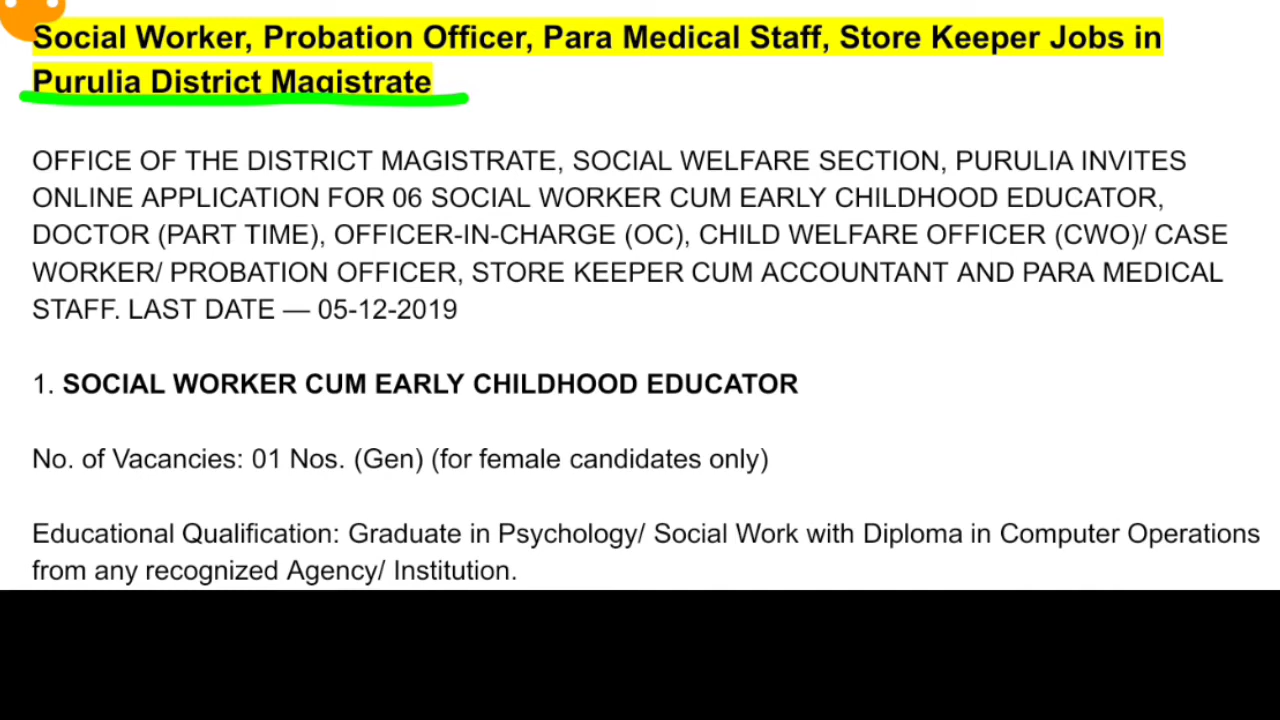 Social Worker, Probation Officer, Para Medical Staff, Store Keeper Jobs in
Purulia District Magistrate
OFFICE OF THE DISTRICT MAGISTRATE, SOCIAL WELFARE SECTION, PURULIA INVITES
ONLINE APPLICATION FOR 06 SOCIAL WORKER CUM EARLY CHILDHOOD EDUCATOR,
DOCTOR (PART TIME), OFFICER-IN-CHARGE (OC), CHILD WELFARE OFFICER (CWO)/ CASE
WORKER/ PROBATION OFFICER, STORE KEEPER CUM ACCOUNTANT AND PARA MEDICAL
STAFF. LAST DATE — 05-12-2019
1. SOCIAL WORKER CUM EARLY CHILDHOOD EDUCATOR
No. of Vacancies: 01 Nos. (Gen) (for female candidates only)
Educational Qualification: Graduate in Psychology/ Social Work with Diploma in Computer Operations
from any recognized Agency/ Institution.